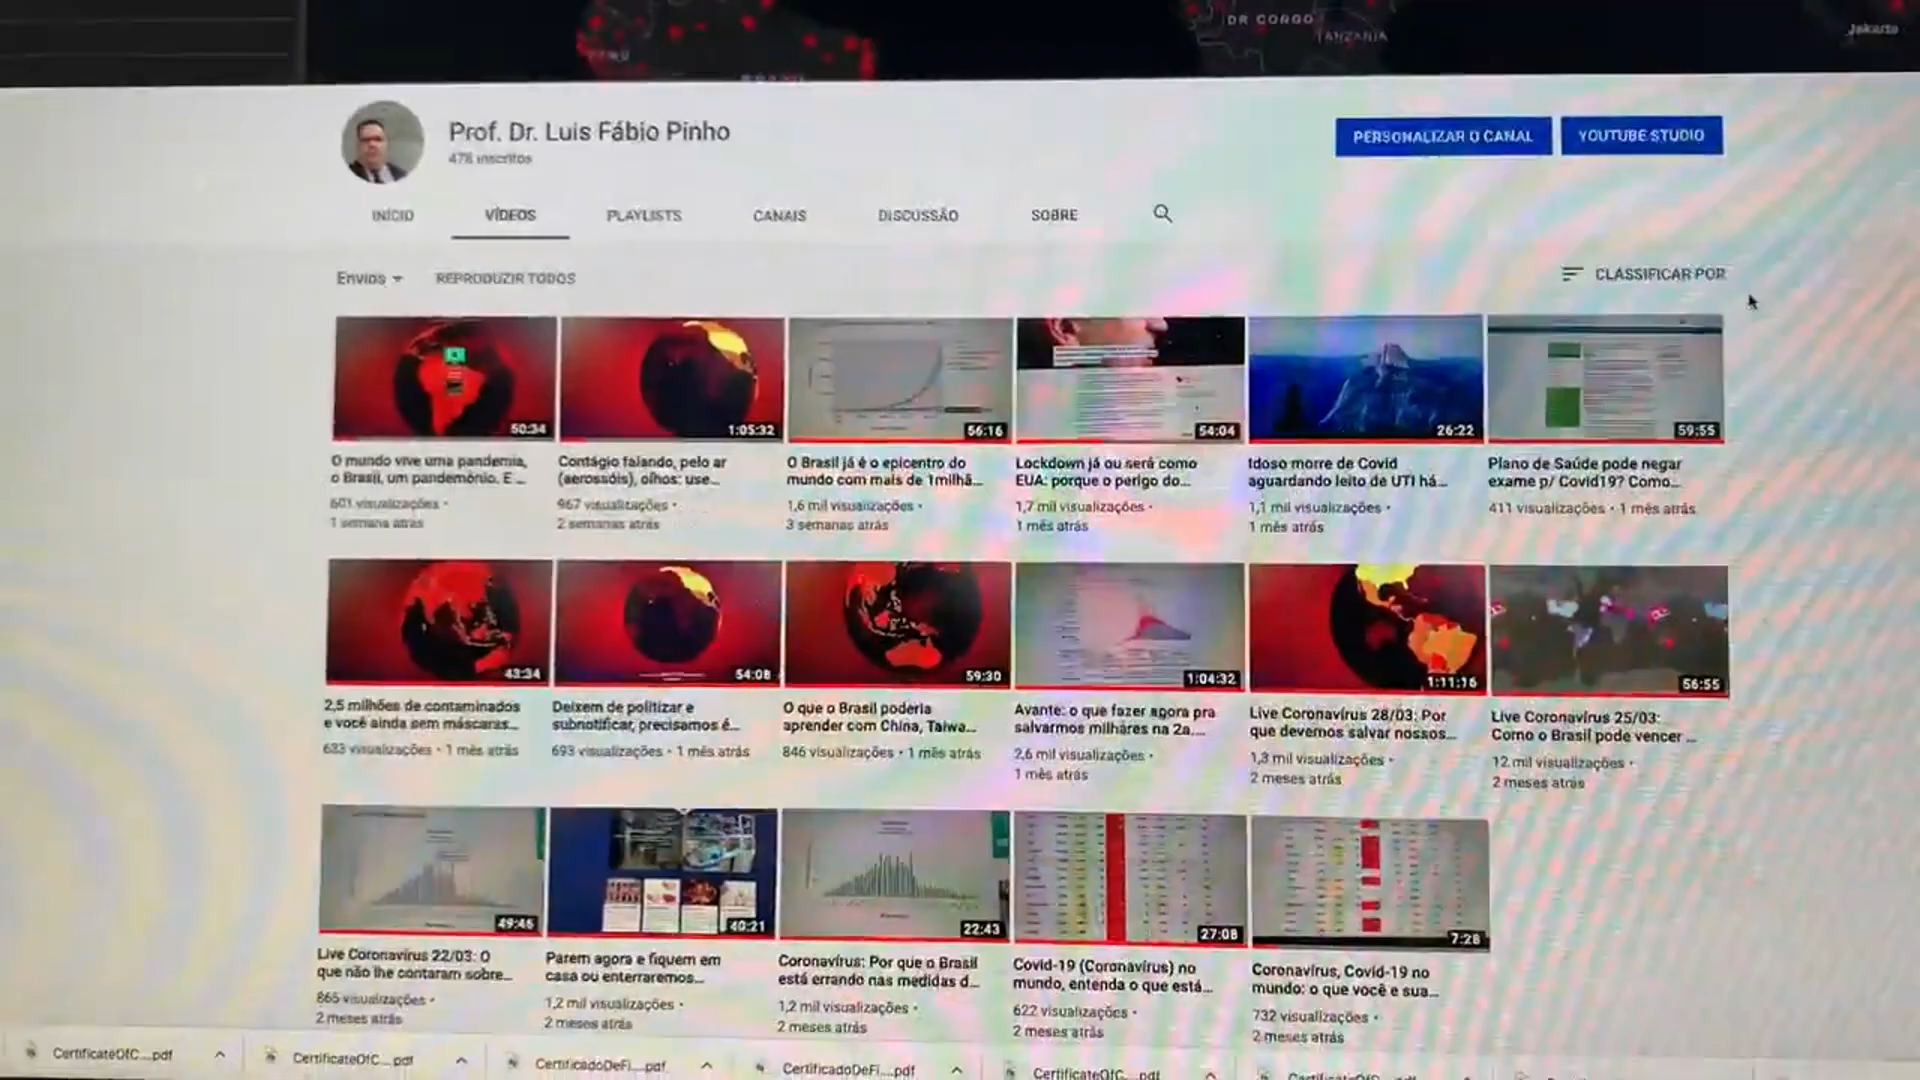 DR CONGO
TANZANIA
Jakarta
PERU
BRAZIL
Prof. Dr. Luis Fábio Pinho
478 inscritos
PERSONALIZAR O CANAL
YOUTUBE STUDIO
INÍCIO
VÍDEOS
PLAYLISTS
CANAIS
DISCUSSÃO
SOBRE
Envios
REPRODUZIR TODOS
CLASSIFICAR POR
50:34
1:05:32
56:16
54:04
26:22
59:55
O mundo vive uma pandemia,
o Brasil, um pandemônio. E ...
601 visualizações •
1 semana atrás
Contágio falando, pelo ar
(aerossóis), olhos: use...
967 visualizações •
2 semanas atrás
O Brasil já é o epicentro do
mundo com mais de 1milhã...
1,6 mil visualizações •
3 semanas atrás
Lockdown já ou será como
EUA: porque o perigo do...
1,7 mil visualizações •
1 mês atrás
Idoso morre de Covid
aguardando leito de UTI há...
1,1 mil visualizações •
1 mês atrás
Plano de Saúde pode negar
exame p/ Covid19? Como...
411 visualizações • 1 mês atrás
43:34
54:08
59:30
1:04:32
1:11:16
56:55
2,5 milhões de contaminados
e você ainda sem máscaras...
633 visualizações • 1 mês atrás
Deixem de politizar e
subnotificar, precisamos é...
693 visualizações • 1 mês atrás
O que o Brasil poderia
aprender com China, Taiwa...
846 visualizações • 1 mês atrás
Avante: o que fazer agora pra
salvarmos milhares na 2a....
2,6 mil visualizações •
1 mês atrás
Live Coronavírus 28/03: Por
que devemos salvar nossos...
1,3 mil visualizações •
2 meses atrás
Live Coronavírus 25/03:
Como o Brasil pode vencer ...
12 mil visualizações •
2 meses atrás
49:46
40:21
22:43
27:08
7:28
Live Coronavírus 22/03: O
que não lhe contaram sobre...
865 visualizações •
2 meses atrás
Parem agora e fiquem em
casa ou enterraremos...
1,2 mil visualizações •
2 meses atrás
Coronavírus: Por que o Brasil
está errando nas medidas d...
1,2 mil visualizações •
2 meses atrás
Covid-19 (Coronavírus) no
mundo, entenda o que está...
622 visualizações •
2 meses atrás
Coronavírus, Covid-19 no
mundo: o que você e sua...
732 visualizações •
2 meses atrás
CertificateOfC....pdf
CertificateOfC....pdf
CertificadoDeFi....pdf
CertificadoDeFi....pdf
CertificateOfC....pdf